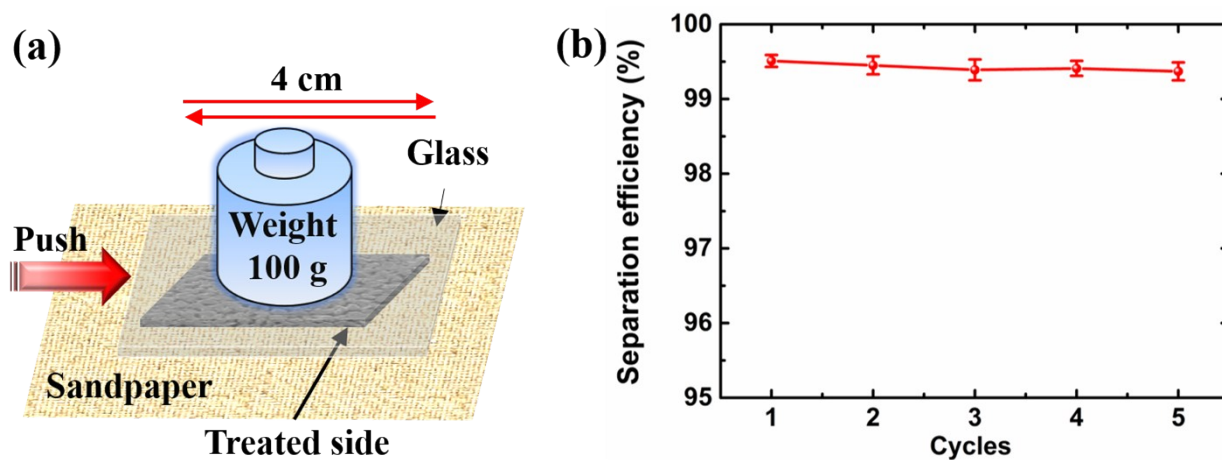 (a)
4 cm
Glass
Weight
100 g
Push
Sandpaper
Treated side
(b)
Separation efficiency (%)
100
99
98
97
96
95
1 2 3 4 5
Cycles